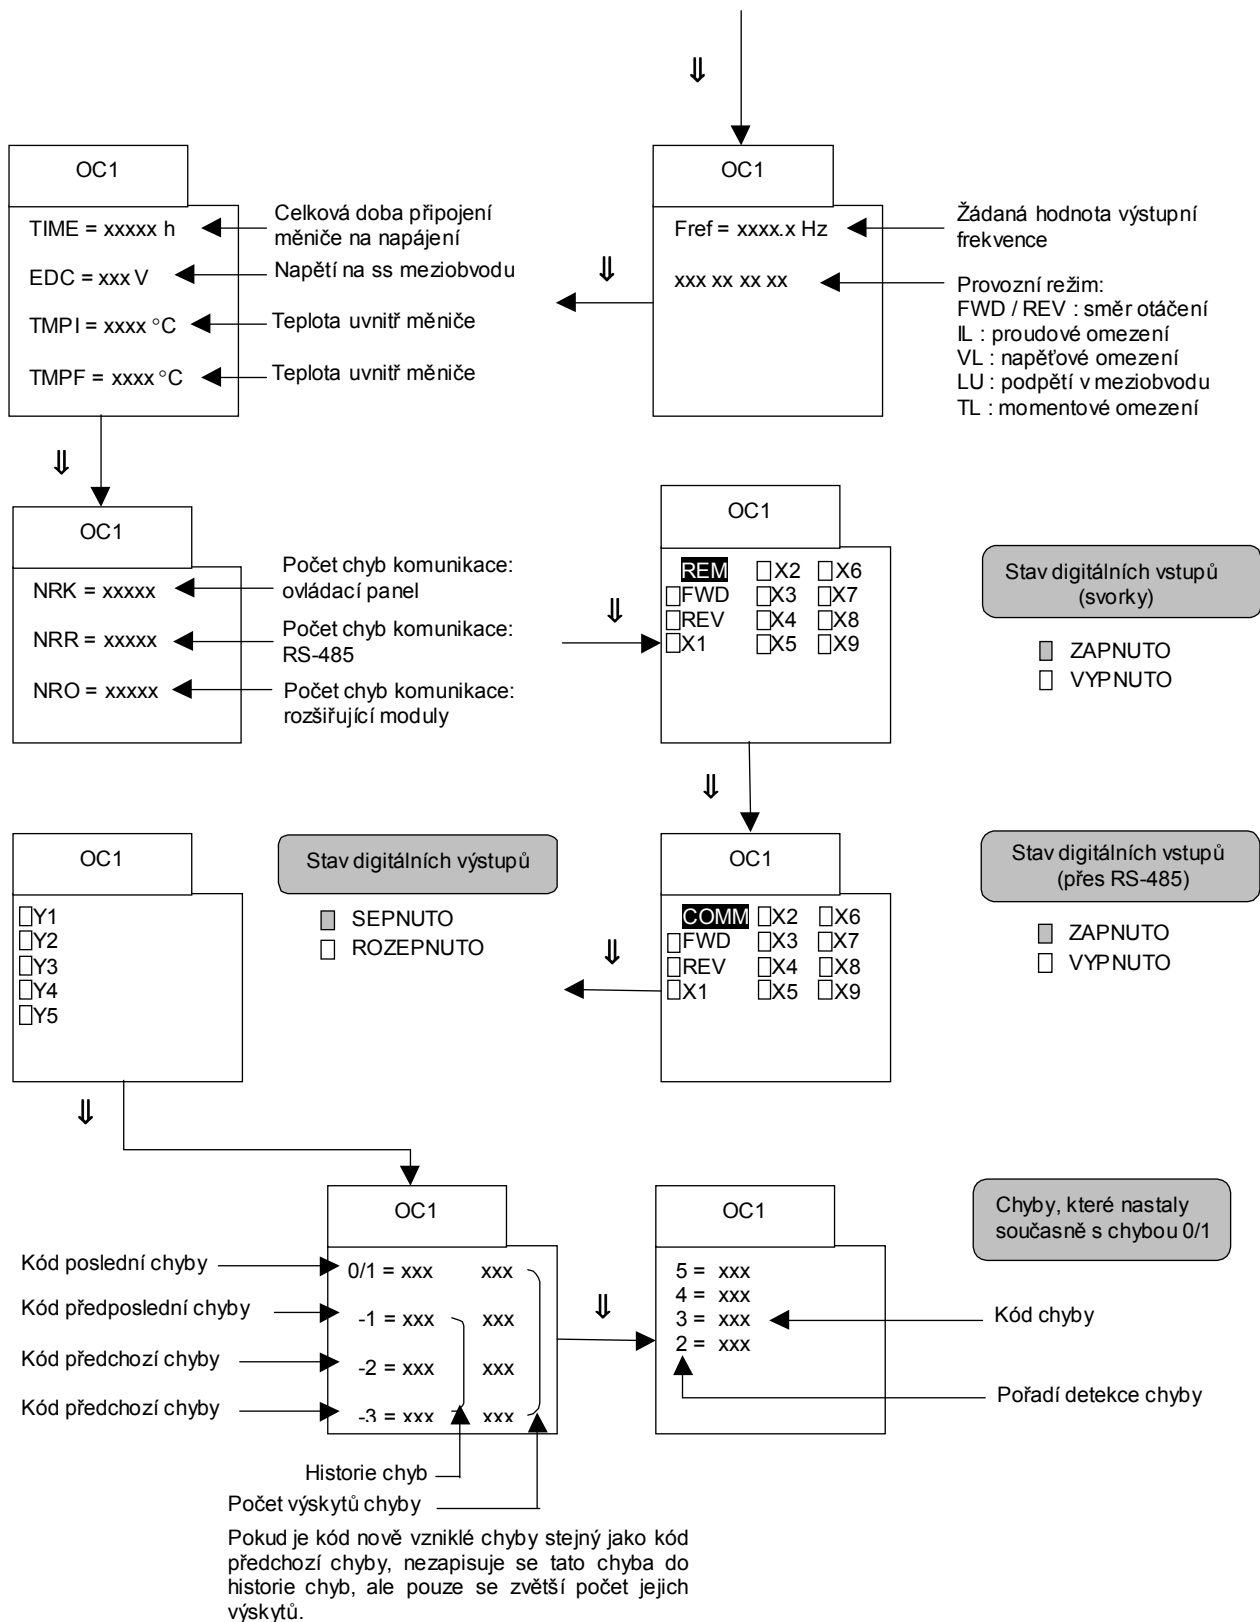 ⇓
OC1
TIME = xxxxx h
EDC = xxx V
TMPI = xxxx °C
TMPF = xxxx °C
Celková doba připojení
měniče na napájení
Napětí na ss meziobvodu
Teplota uvnitř měniče
Teplota uvnitř měniče
⇓
OC1
Fref = xxxx.x Hz
xxx xx xx xx
Žádaná hodnota výstupní
frekvence
Provozní režim:
FWD / REV : směr otáčení
IL : proudové omezení
VL : napěťové omezení
LU : podpětí v meziobvodu
TL : momentové omezení
⇓
OC1
NRK = xxxxx
NRR = xxxxx
NRO = xxxxx
Počet chyb komunikace:
ovládací panel
Počet chyb komunikace:
RS-485
Počet chyb komunikace:
rozšiřující moduly
⇓
OC1
REM □X2 □X6
□FWD □X3 □X7
□REV □X4 □X8
□X1 □X5 □X9
Stav digitálních vstupů
(svorky)
ZAPNUTO
□ VYPNUTO
⇓
OC1
□Y1
□Y2
□Y3
□Y4
□Y5
Stav digitálních výstupů
SEPNUTO
□ ROZEPNUTO
⇓
OC1
COMM □X2 □X6
□FWD □X3 □X7
□REV □X4 □X8
□X1 □X5 □X9
Stav digitálních vstupů
(přes RS-485)
ZAPNUTO
□ VYPNUTO
⇓
OC1
Kód poslední chyby
0/1 = xxx xxx
Kód předposlední chyby
-1 = xxx xxx
Kód předchozí chyby
-2 = xxx xxx
Kód předchozí chyby
-3 = xxx xxx
Historie chyb
Počet výskytů chyby
Pokud je kód nově vzniklé chyby stejný jako kód
předchozí chyby, nezapisuje se tato chyba do
historie chyb, ale pouze se zvětší počet jejich
výskytů.
⇓
OC1
5 = xxx
4 = xxx
3 = xxx
2 = xxx
Chyby, které nastaly
současně s chybou 0/1
Kód chyby
Pořadí detekce chyby